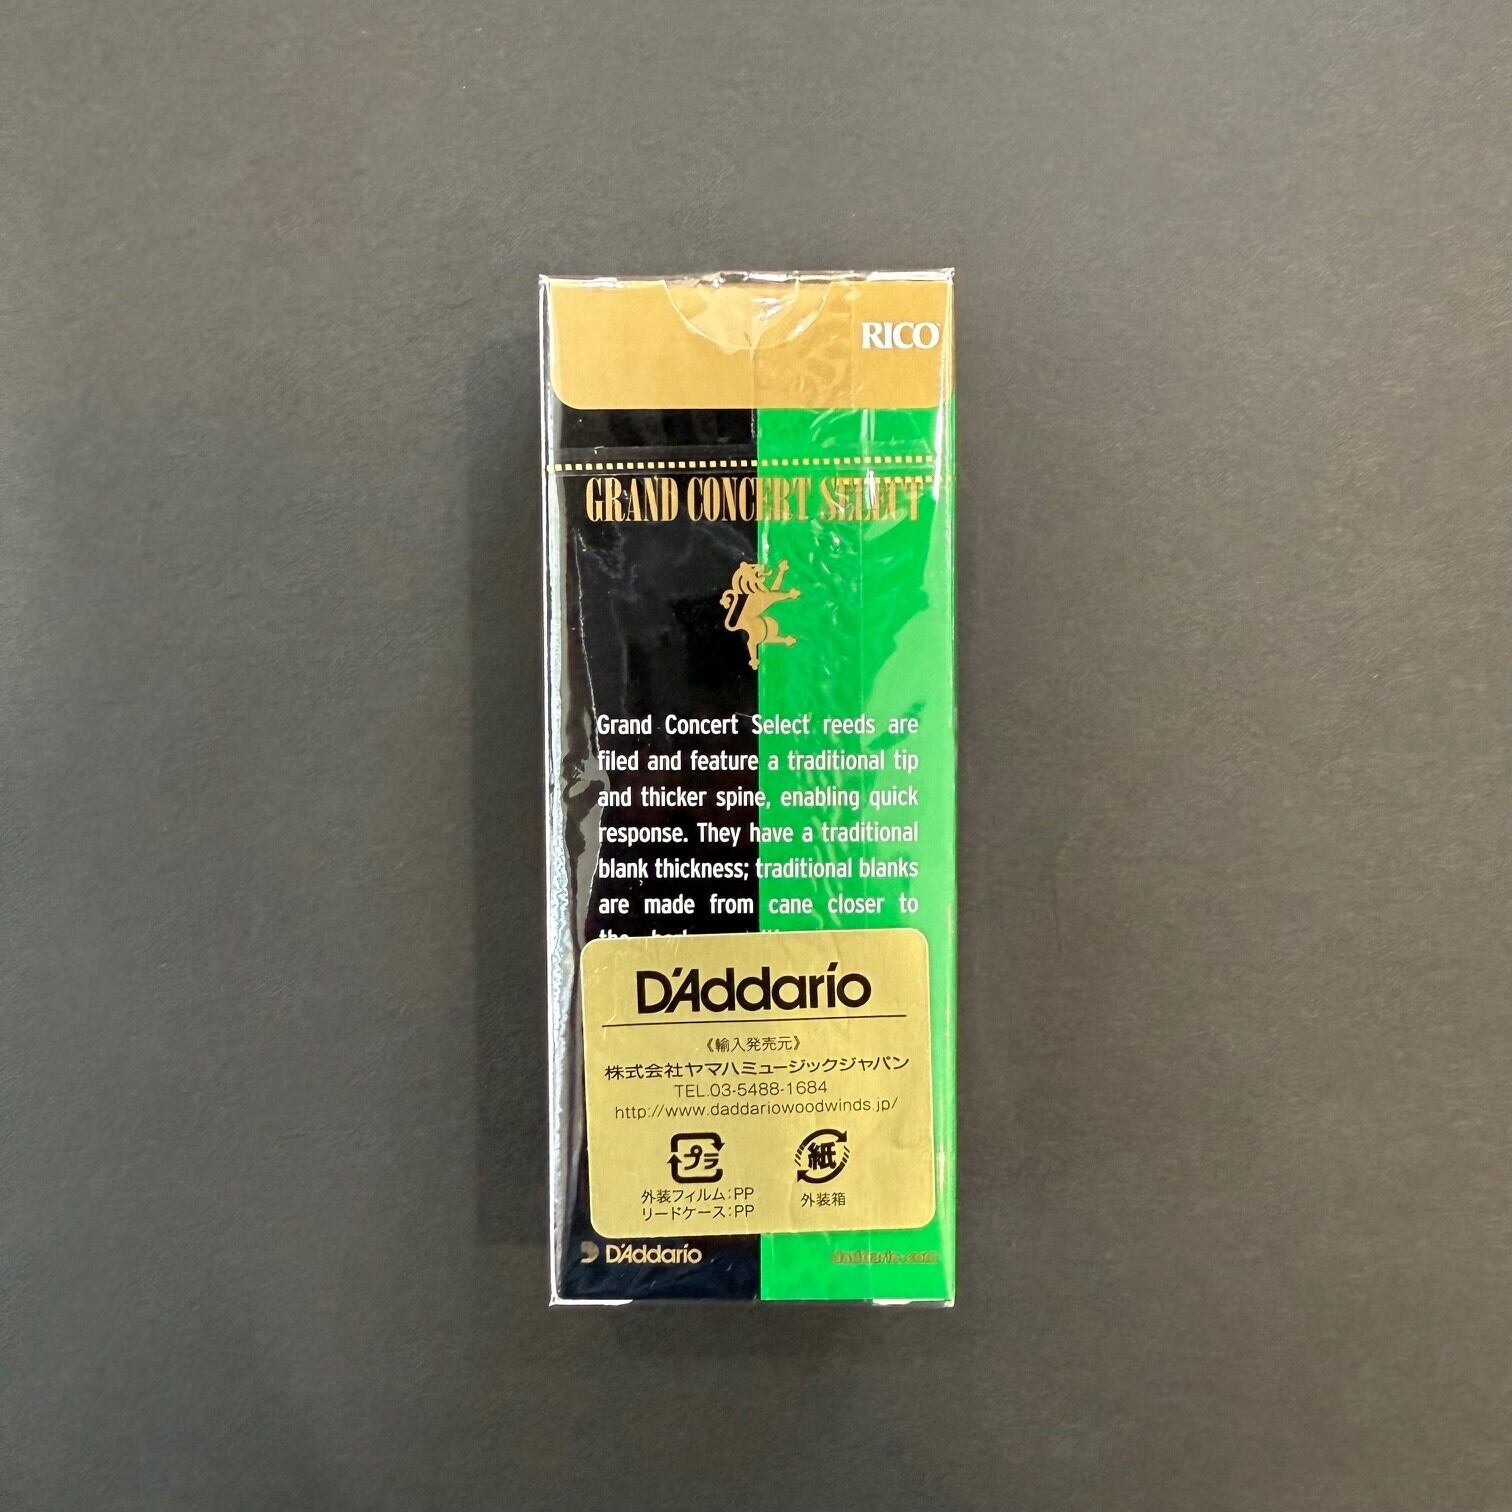 RICO
GRAND CONCERT SELECT
Grand Concert Select reeds are
filed and feature a traditional tip
and thicker spine, enabling quick
response. They have a traditional
blank thickness; traditional blanks
are made from cane closer to
D'Addario
《輸入発売元》
株式会社ヤマハミュージックジャパン
TEL.03-5488-1684
http://www.daddariowoodwinds.jp/
プラ
紙
外装フィルム:PP
リードケース:PP
外装箱
D'Addario